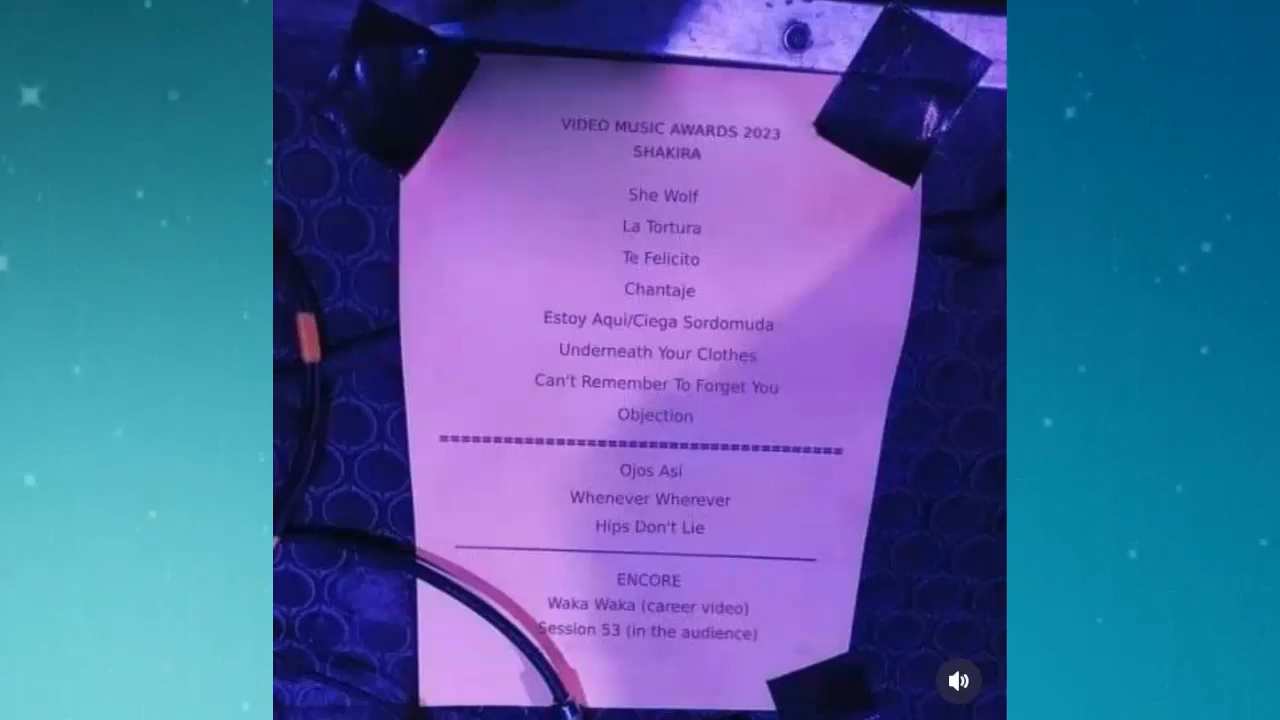 VIDEO MUSIC AWARDS 2023
SHAKIRA
She Wolf
La Tortura
Te Felicito
Chantaje
Estoy Aqui/Ciega Sordomuda
Underneath Your Clothes
Can't Remember To Forget You
Objection
Ojos Así
Whenever Wherever
Hips Don't Lie
ENCORE
Waka Waka (career video)
Session 53 (in the audience)